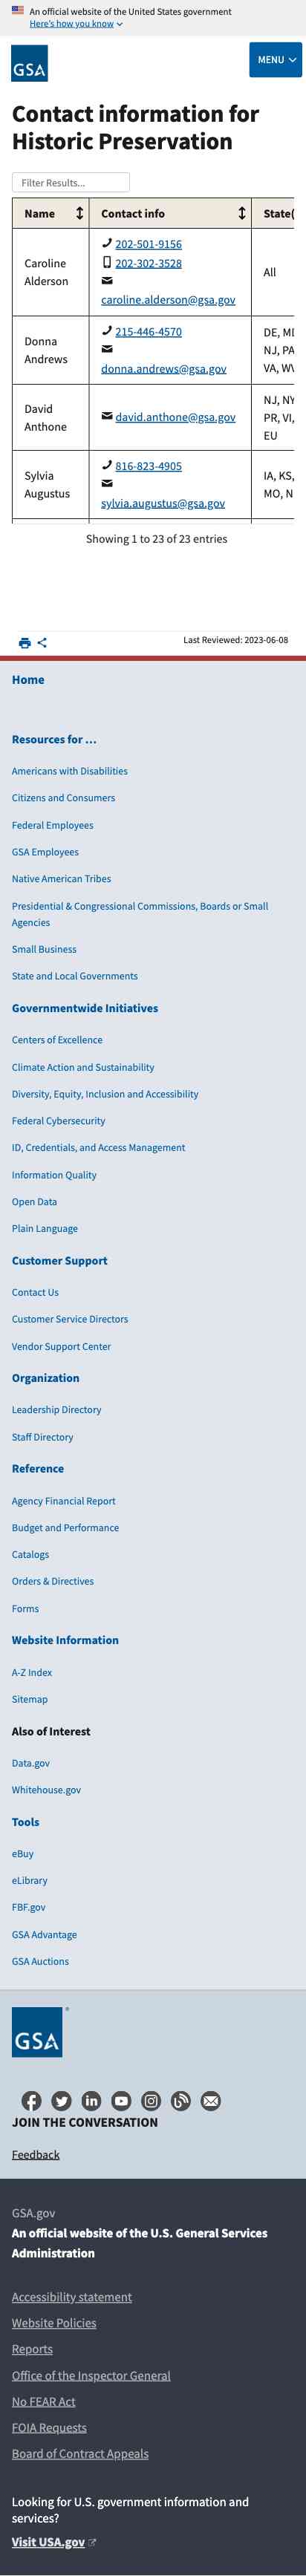 An official website of the United States government
Here's how you know
GSA
MENU
Contact information for
Historic Preservation
Filter Results...
Name
Contact info
State(
Caroline
Alderson
202-501-9156
202-302-3528
caroline.alderson@gsa.gov
All
Donna
Andrews
215-446-4570
donna.andrews@gsa.gov
DE,
NJ, PA
VA,
David
Anthone
david.anthone@gsa.gov
NJ, NY
PR, VI,
EU
Sylvia
Augustus
816-823-4905
sylvia.augustus@gsa.gov
IA, KS,
MO, N
Showing 1 to 23 of 23 entries
Last Reviewed: 2023-06-08
Home
Resources for …
Americans with Disabilities
Citizens and Consumers
Federal Employees
GSA Employees
Native American Tribes
Presidential & Congressional Commissions, Boards or Small
Agencies
Small Business
State and Local Governments
Governmentwide Initiatives
Centers of Excellence
Climate Action and Sustainability
Diversity, Equity, Inclusion and Accessibility
Federal Cybersecurity
ID, Credentials, and Access Management
Information Quality
Open Data
Plain Language
Customer Support
Contact Us
Customer Service Directors
Vendor Support Center
Organization
Leadership Directory
Staff Directory
Reference
Agency Financial Report
Budget and Performance
Catalogs
Orders & Directives
Forms
Website Information
A-Z Index
Sitemap
Also of Interest
Data.gov
Whitehouse.gov
Tools
eBuy
eLibrary
FBF.gov
GSA Advantage
GSA Auctions
GSA
JOIN THE CONVERSATION
Feedback
GSA.gov
An official website of the U.S. General Services
Administration
Accessibility statement
Website Policies
Reports
Office of the Inspector General
No FEAR Act
FOIA Requests
Board of Contract Appeals
Looking for U.S. government information and
services?
Visit USA.gov